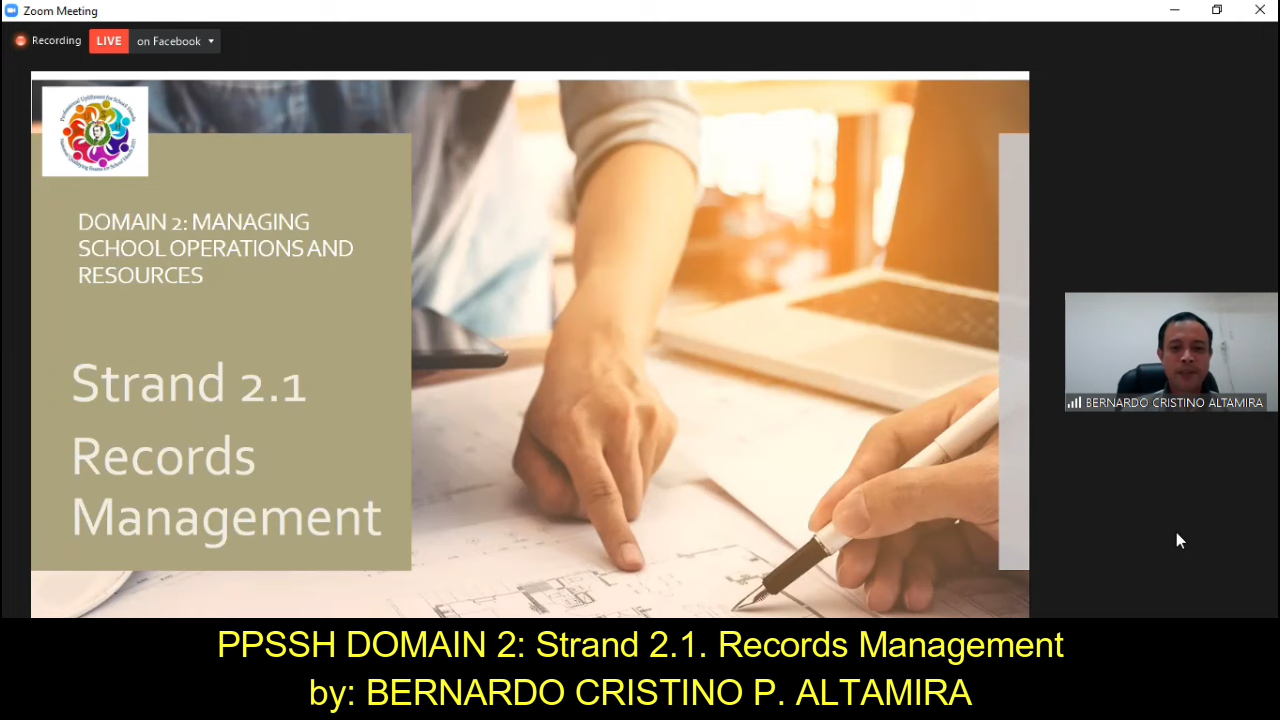 Zoom Meeting
Recording
LIVE
on Facebook
DOMAIN 2: MANAGING
SCHOOL OPERATIONS AND
RESOURCES
Strand 2.1
Records
Management
BERNARDO CRISTINO ALTAMIRA
PPSSH DOMAIN 2: Strand 2.1. Records Management
by: BERNARDO CRISTINO P. ALTAMIRA